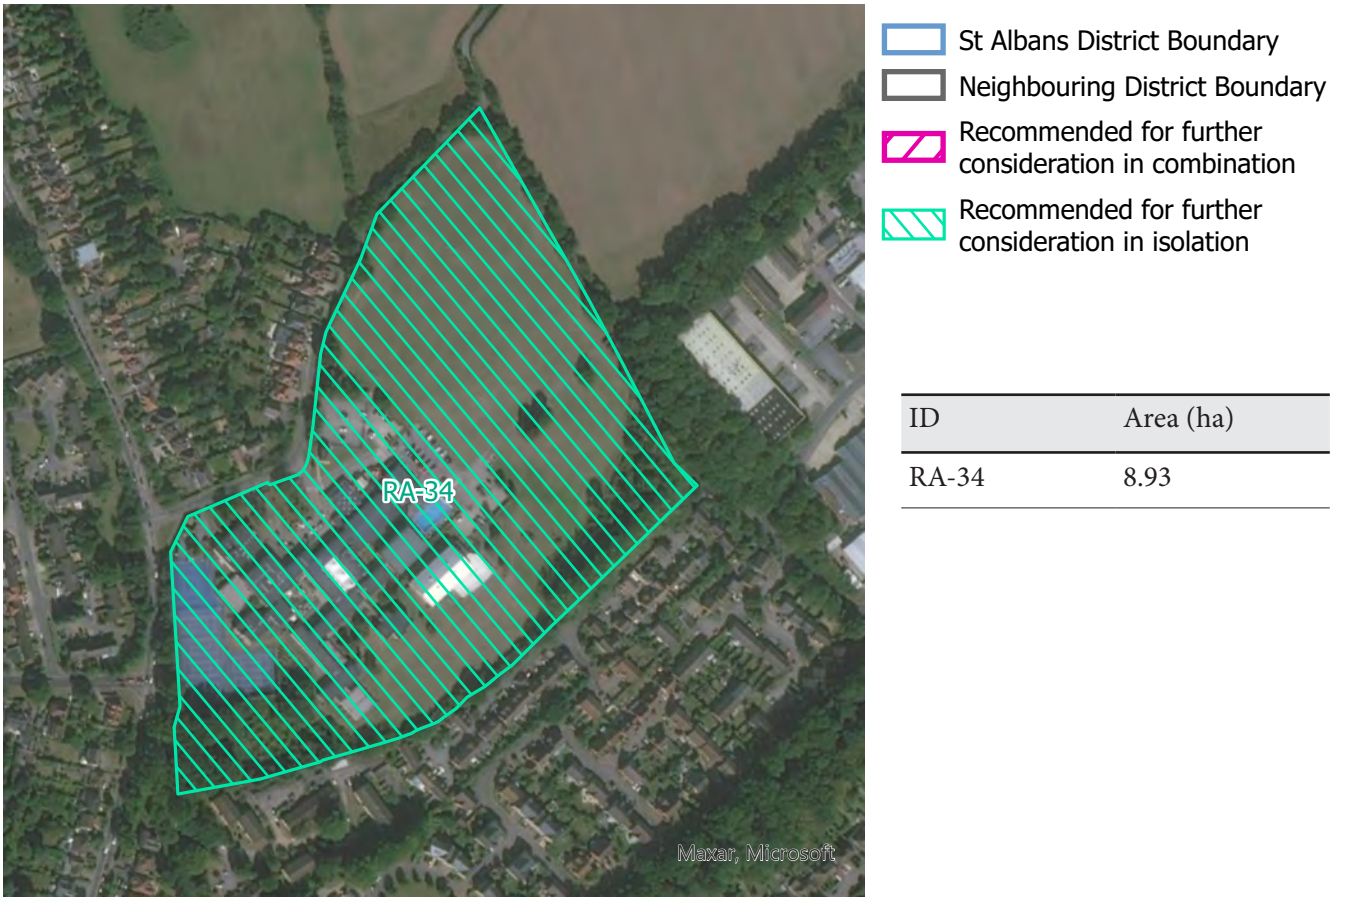 St Albans District Boundary
Neighbouring District Boundary
Recommended for further
consideration in combination
Recommended for further
consideration in isolation
ID Area (ha)
RA-34 8.93
RA-34
Maxar, Microsoft